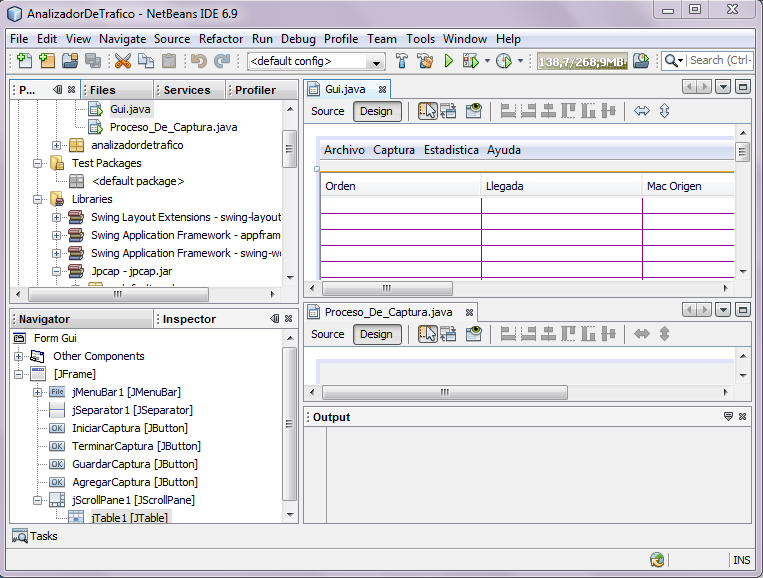 AnalizadorDeTrafico - NetBeans IDE 6.9
File Edit View Navigate Source Refactor Run Debug Profile Team Tools Window Help
<default config> 138,7/268,9MB Search (Ctrl-
P... Files Services Profiler
Gui.java
Proceso_De_Captura.java
analizadordetrafico
Test Packages
<default package>
Libraries
Swing Layout Extensions - swing-layout
Swing Application Framework - appfram
Swing Application Framework - swing-wo
Jpcap - jpcap.jar
Navigator Inspector
Form Gui
Other Components
[JFrame]
File jMenuBar1 [JMenuBar]
jSeparator1 [JSeparator]
OK IniciarCaptura [JButton]
OK TerminarCaptura [JButton]
OK GuardarCaptura [JButton]
OK AgregarCaptura [JButton]
jScrollPane1 [JScrollPane]
jTable1 [JTable]
Gui.java
Source Design
Archivo Captura Estadistica Ayuda
Orden Llegada Mac Origen
Proceso_De_Captura.java
Source Design
Output
Tasks
INS